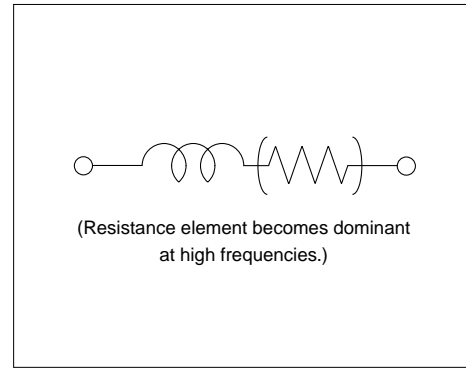 (Resistance element becomes dominant
at high frequencies.)